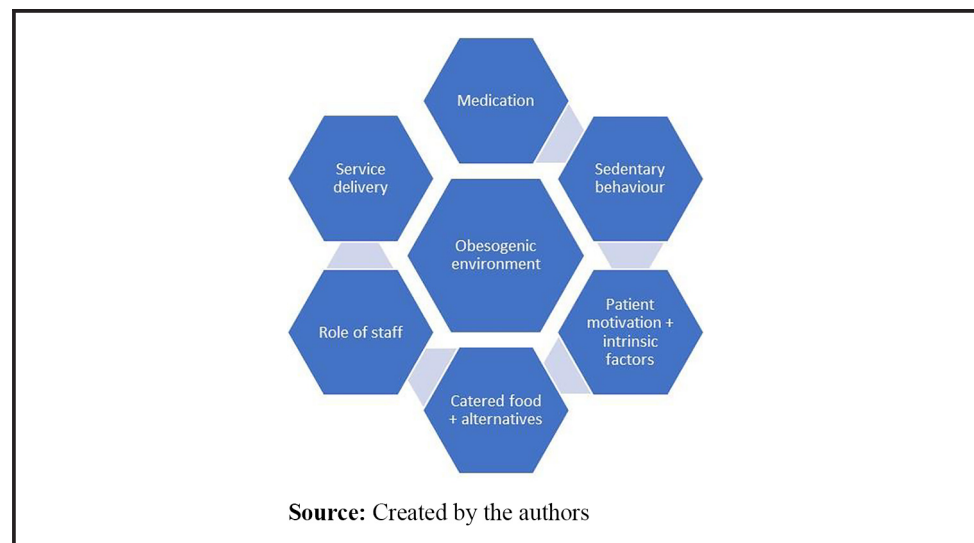 Medication
Service
delivery
Sedentary
behaviour
Obesogenic
environment
Role of staff
Patient
motivation +
intrinsic
factors
Catered food
+ alternatives
Source: Created by the authors